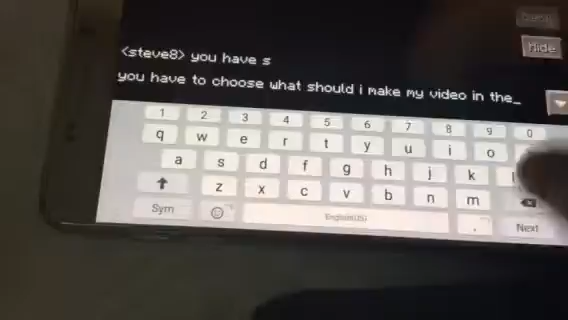 Hide
<steve8> you have s
you have to choose what should i make my video in the_
1 2 3 4 5 6 7 8 9 0
q w e r t y u i o
a s d f g h j k l
z x c v b n m
Sym English(US) . Next